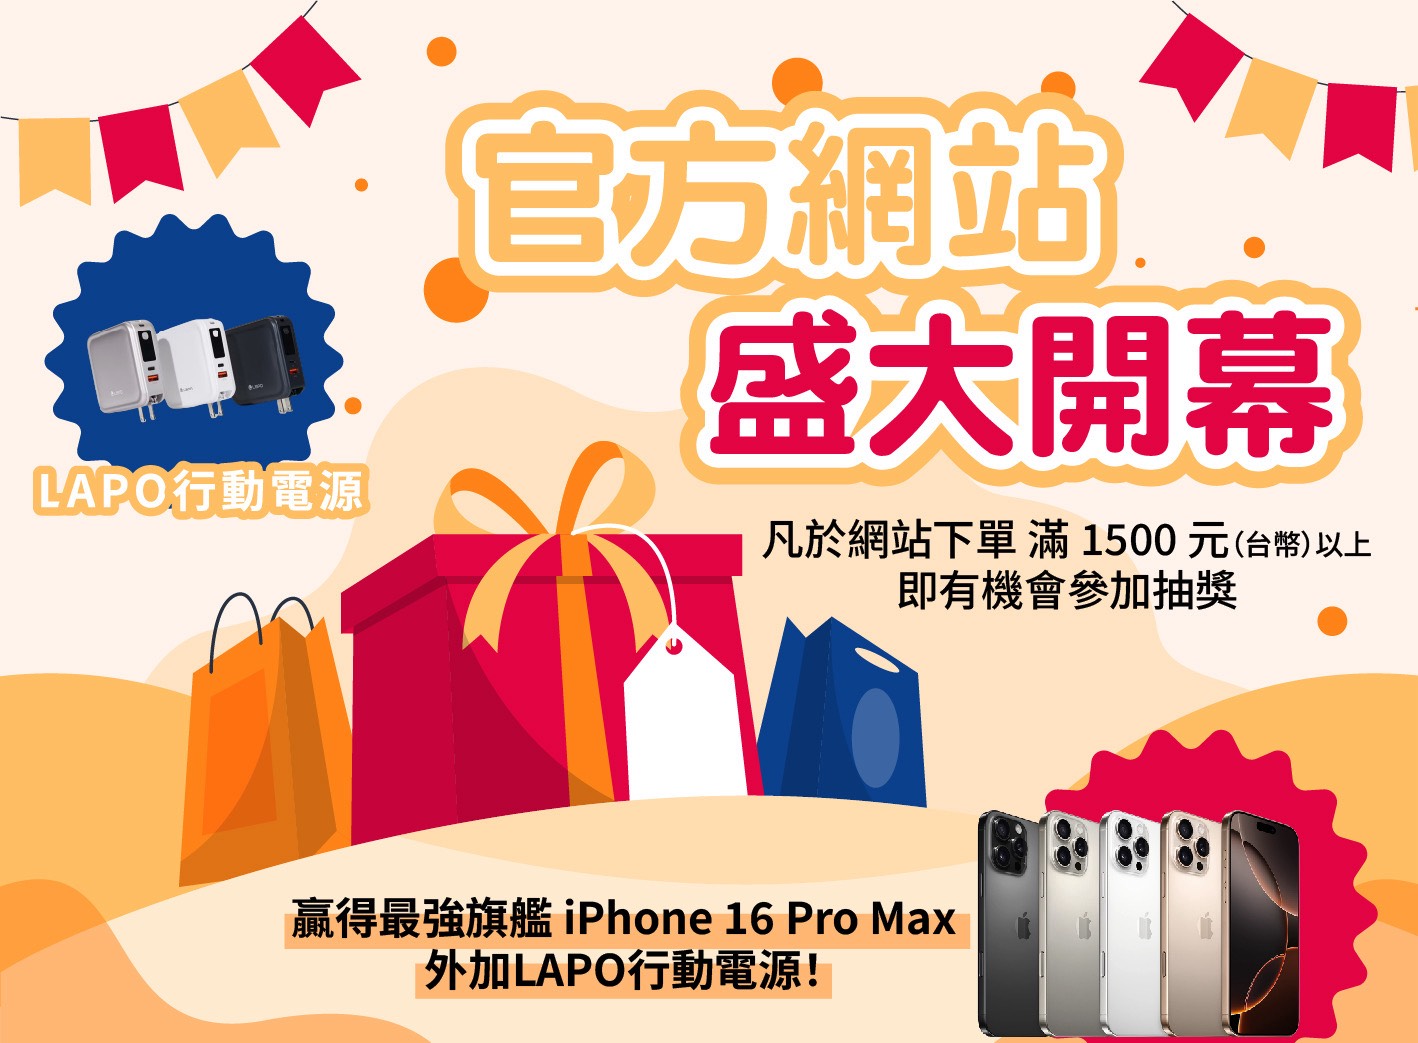 官方網站
盛大開幕
LAPO行動電源
凡於網站下單 滿 1500 元(台幣)以上
即有機會參加抽獎
贏得最強旗艦 iPhone 16 Pro Max
外加LAPO行動電源!